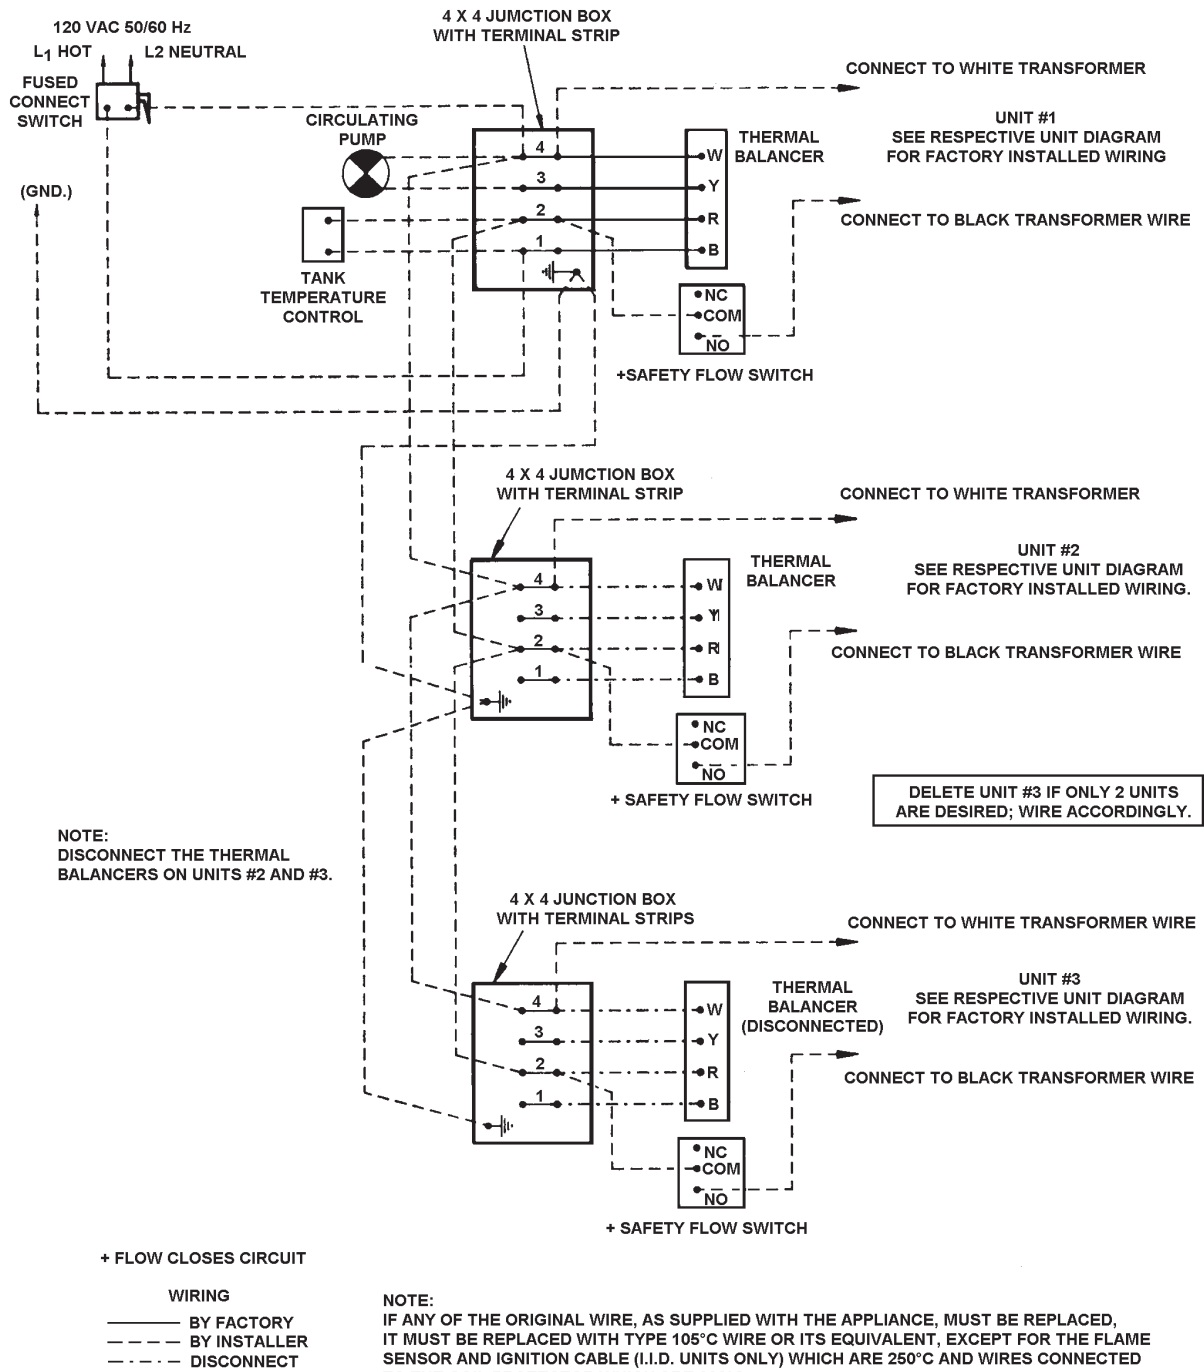 120 VAC 50/60 Hz
L1 HOT
L2 NEUTRAL
FUSED
CONNECT
SWITCH
(GND.)
4 X 4 JUMCTION BOX
WITH TERMINAL STRIP
CIRCULATING
PUMP
TANK
TEMPERATURE
CONTROL
4
3
2
1
W
Y
R
B
THERMAL
BALANCER
NC
COM
NO
+SAFETY FLOW SWITCH
CONNECT TO WHITE TRANSFORMER
UNIT #1
SEE RESPECTIVE UNIT DIAGRAM
FOR FACTORY INSTALLED WIRING
CONNECT TO BLACK TRANSFORMER WIRE
4 X 4 JUMCTION BOX
WITH TERMINAL STRIP
4
3
2
1
W
Y
R
B
THERMAL
BALANCER
NC
COM
NO
+ SAFETY FLOW SWITCH
CONNECT TO WHITE TRANSFORMER
UNIT #2
SEE RESPECTIVE UNIT DIAGRAM
FOR FACTORY INSTALLED WIRING.
CONNECT TO BLACK TRANSFORMER WIRE
DELETE UNIT #3 IF ONLY 2 UNITS
ARE DESIRED; WIRE ACCORDINGLY.
NOTE:
DISCONNECT THE THERMAL
BALANCERS ON UNITS #2 AND #3.
4 X 4 JUNCTION BOX
WITH TERMINAL STRIPS
4
3
2
1
W
Y
R
B
THERMAL
BALANCER
(DISCONNECTED)
NC
COM
NO
+ SAFETY FLOW SWITCH
CONNECT TO WHITE TRANSFORMER WIRE
UNIT #3
SEE RESPECTIVE UNIT DIAGRAM
FOR FACTORY INSTALLED WIRING.
CONNECT TO BLACK TRANSFORMER WIRE
+ FLOW CLOSES CIRCUIT
WIRING
BY FACTORY
BY INSTALLER
DISCONNECT
NOTE:
IF ANY OF THE ORIGINAL WIRE, AS SUPPLIED WITH THE APPLIANCE, MUST BE REPLACED,
IT MUST BE REPLACED WITH TYPE 105°C WIRE OR ITS EQUIVALENT, EXCEPT FOR THE FLAME
SENSOR AND IGNITION CABLE (I.I.D. UNITS ONLY) WHICH ARE 250°C AND WIRES CONNECTED